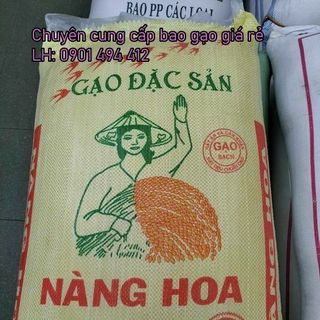 BAO PP CÁC LOẠI
Chuyên cung cấp bao gạo giá rẻ
LH: 0901 494 412
GẠO ĐẶC SẢN
GẠO
SẠCH
NÀNG HOA